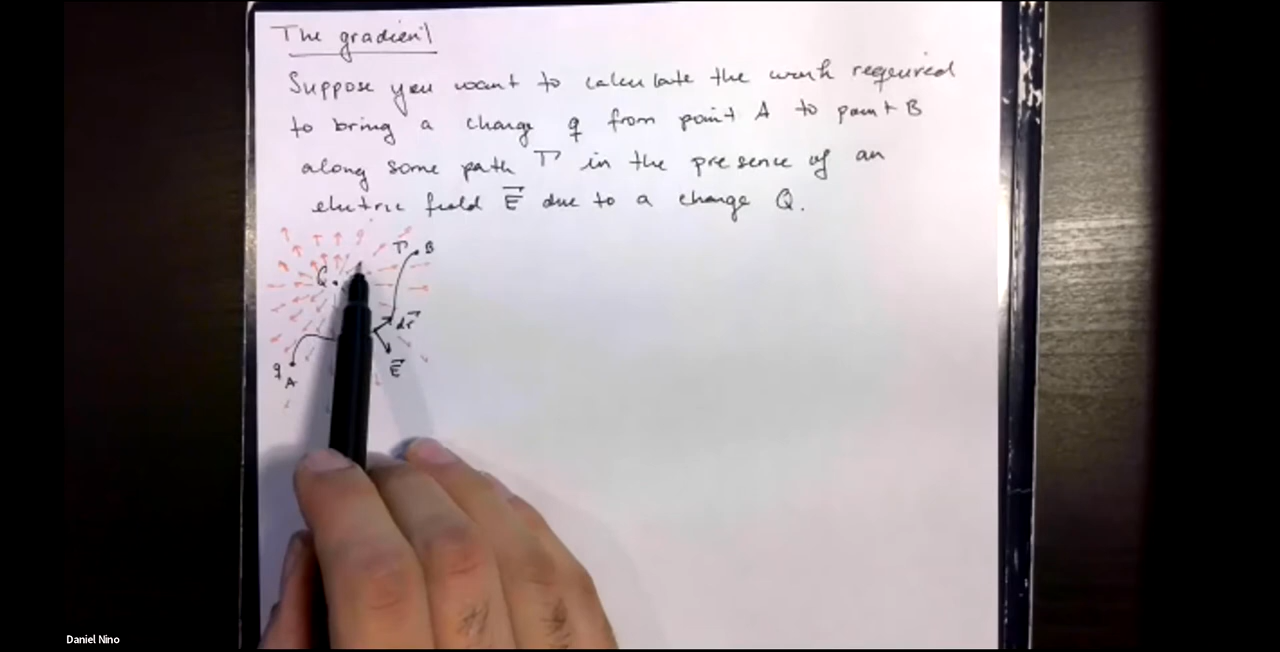 The gradient
Suppose you want to calculate the work required
to bring a charge q from point A to point B
along some path Γ in the presence of an
electric field E⃗ due to a charge Q.
Γ B
Q
dr⃗
q A
E⃗
Daniel Nino